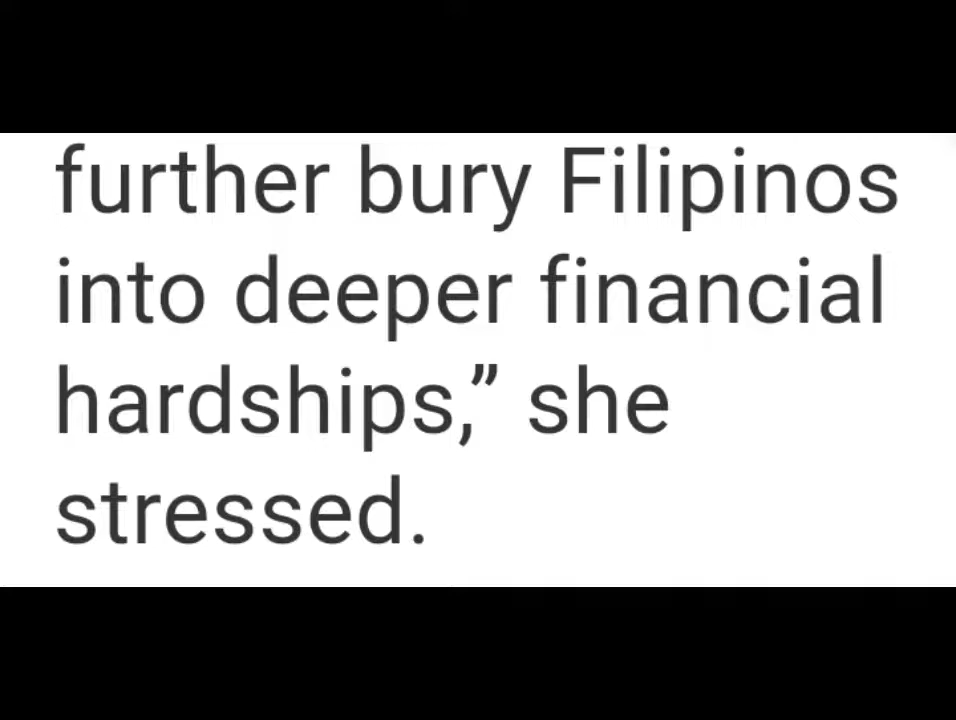 further bury Filipinos
into deeper financial
hardships,” she
stressed.